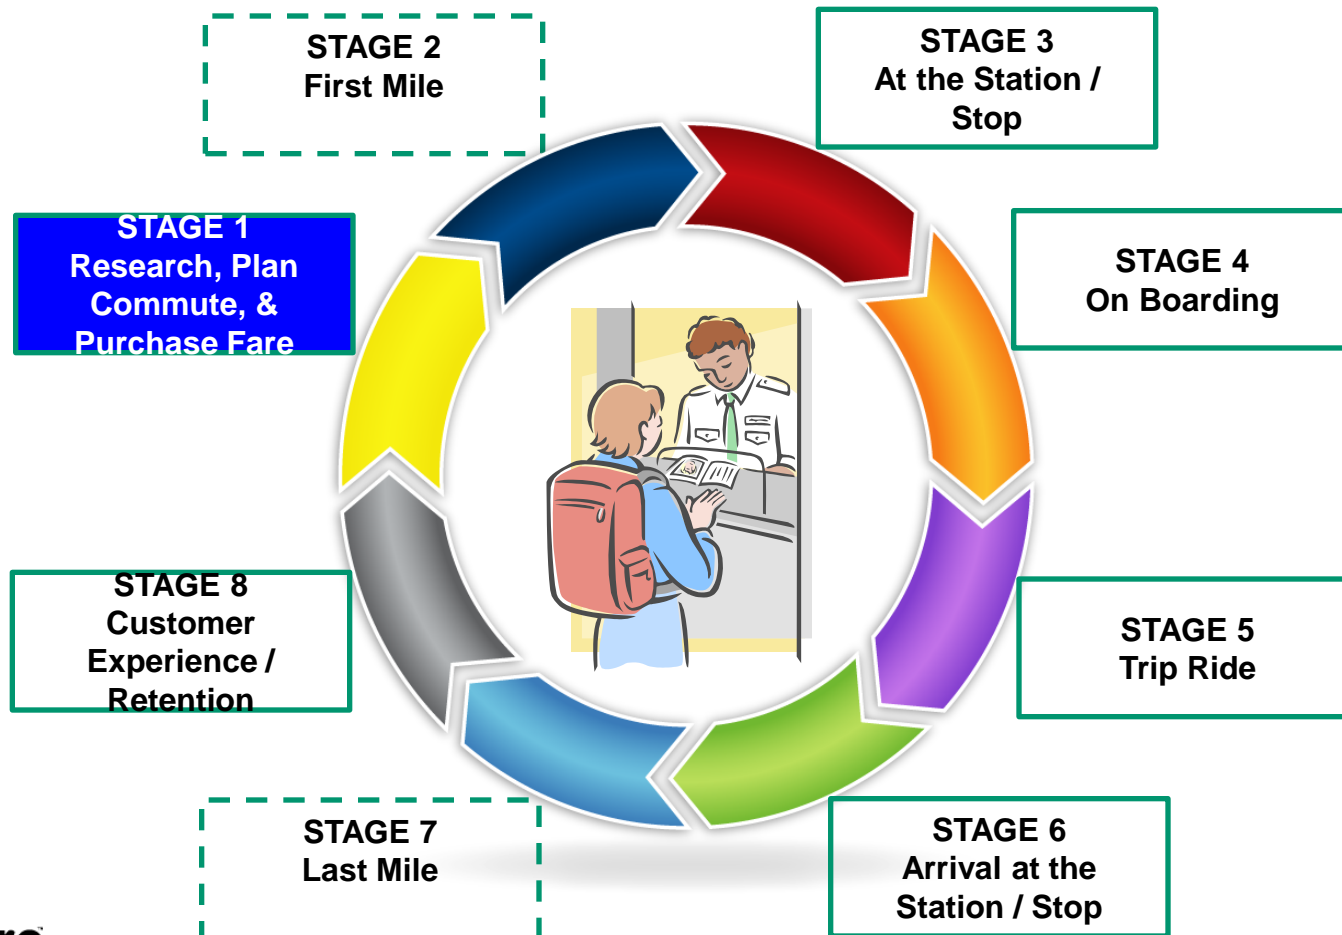 STAGE 2
First Mile
STAGE 3
At the Station /
Stop
STAGE 1
Research, Plan
Commute, &
Purchase Fare
STAGE 4
On Boarding
STAGE 8
Customer
Experience /
Retention
STAGE 5
Trip Ride
STAGE 7
Last Mile
STAGE 6
Arrival at the
Station / Stop